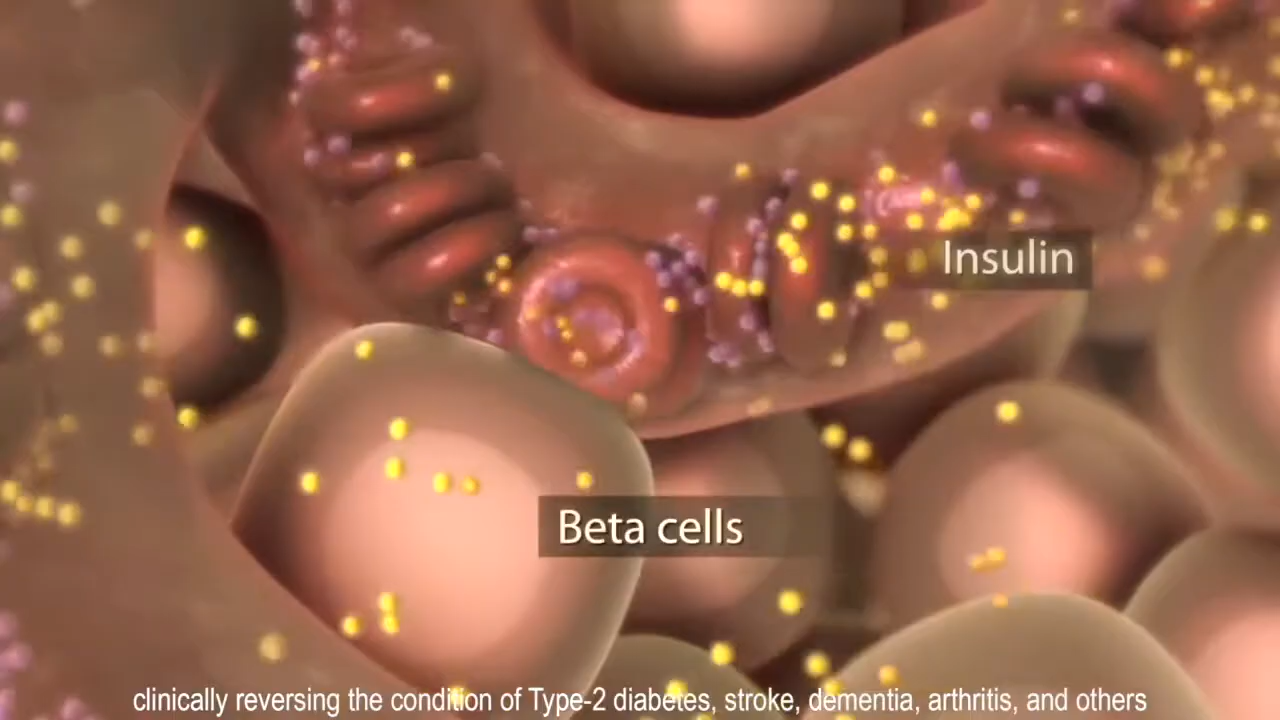 Insulin
Beta cells
clinically reversing the condition of Type-2 diabetes, stroke, dementia, arthritis, and others